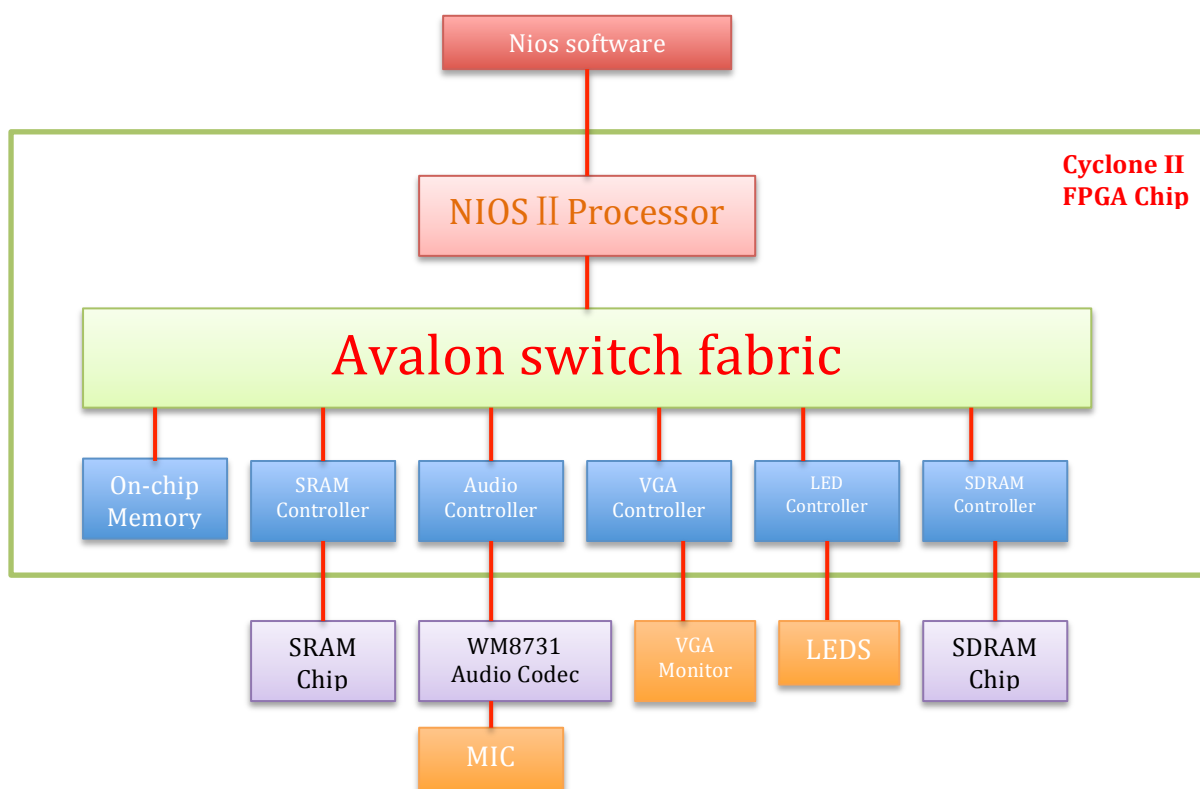 Nios software
Cyclone II
FPGA Chip
NIOS Ⅱ Processor
Avalon switch fabric
On-chip
Memory
SRAM
Controller
Audio
Controller
VGA
Controller
LED
Controller
SDRAM
Controller
SRAM
Chip
WM8731
Audio Codec
VGA
Monitor
LEDS
SDRAM
Chip
MIC